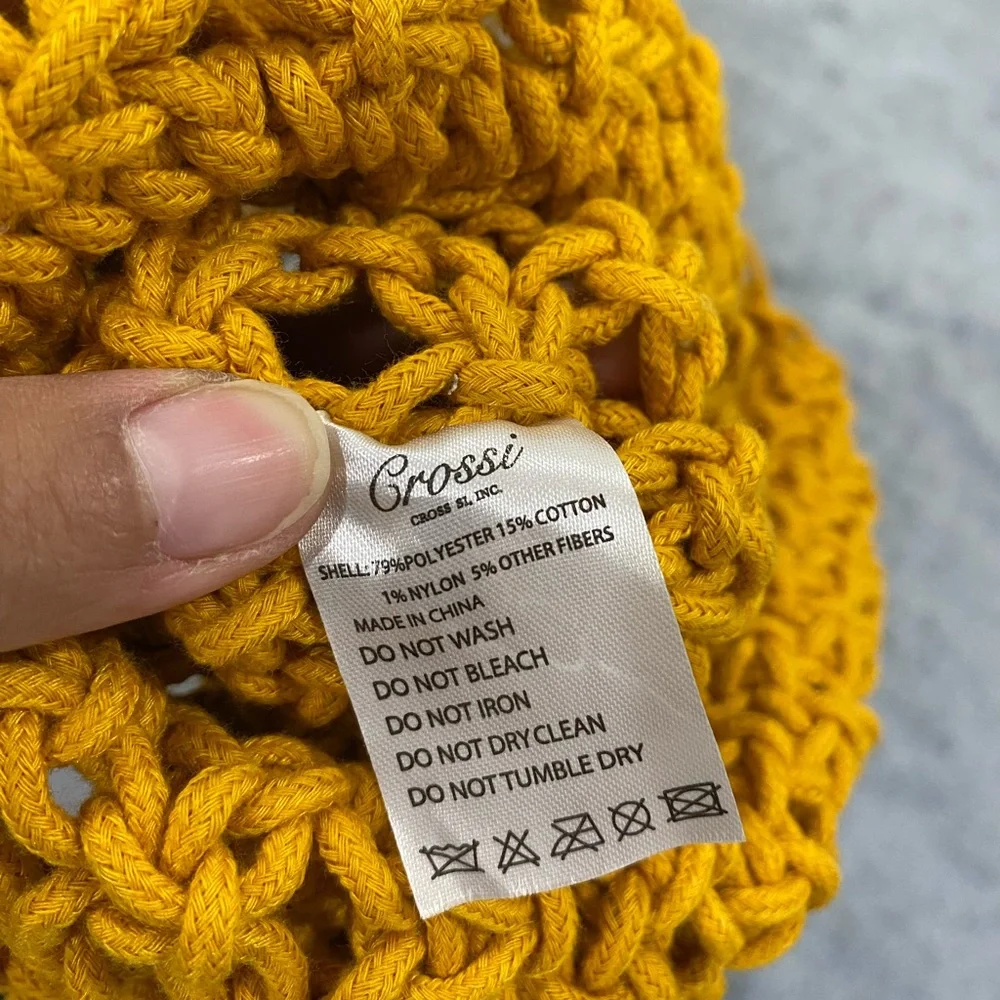 Crossi
CROSS SI, INC.
SHELL: 79%POLYESTER 15% COTTON
1% NYLON 5% OTHER FIBERS
MADE IN CHINA
DO NOT WASH
DO NOT BLEACH
DO NOT IRON
DO NOT DRY CLEAN
DO NOT TUMBLE DRY